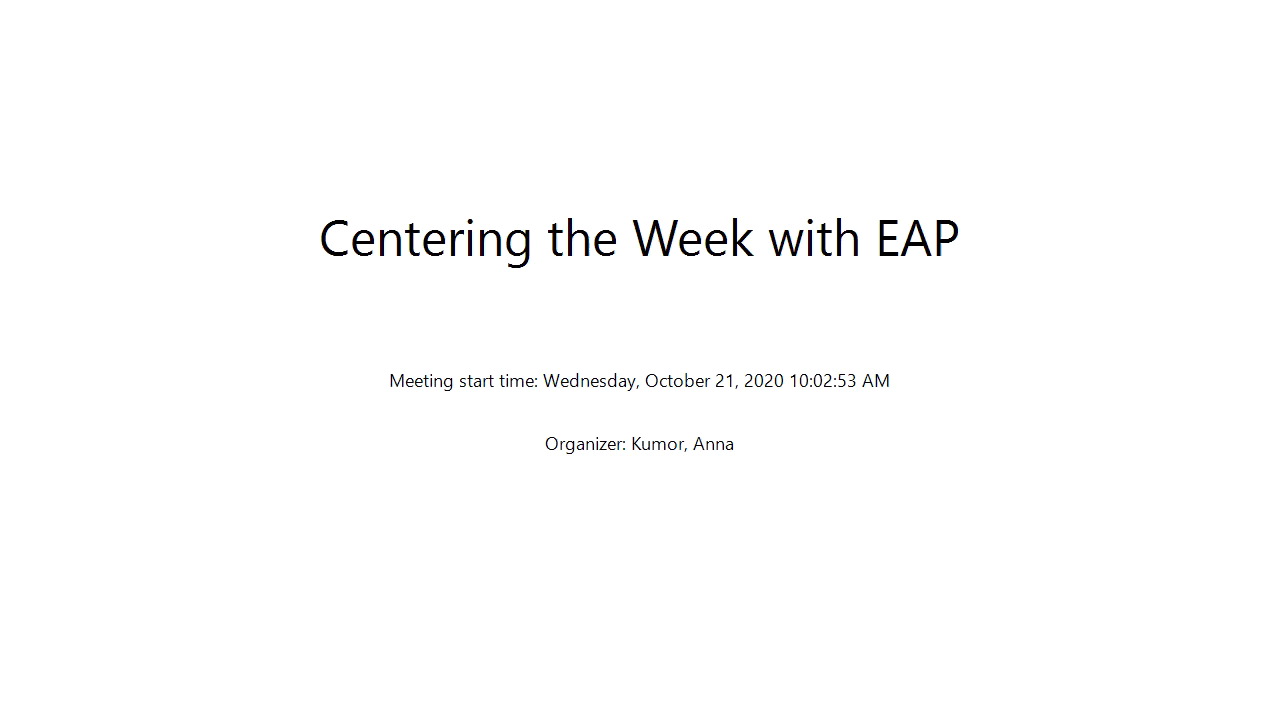 Centering the Week with EAP
Meeting start time: Wednesday, October 21, 2020 10:02:53 AM
Organizer: Kumor, Anna